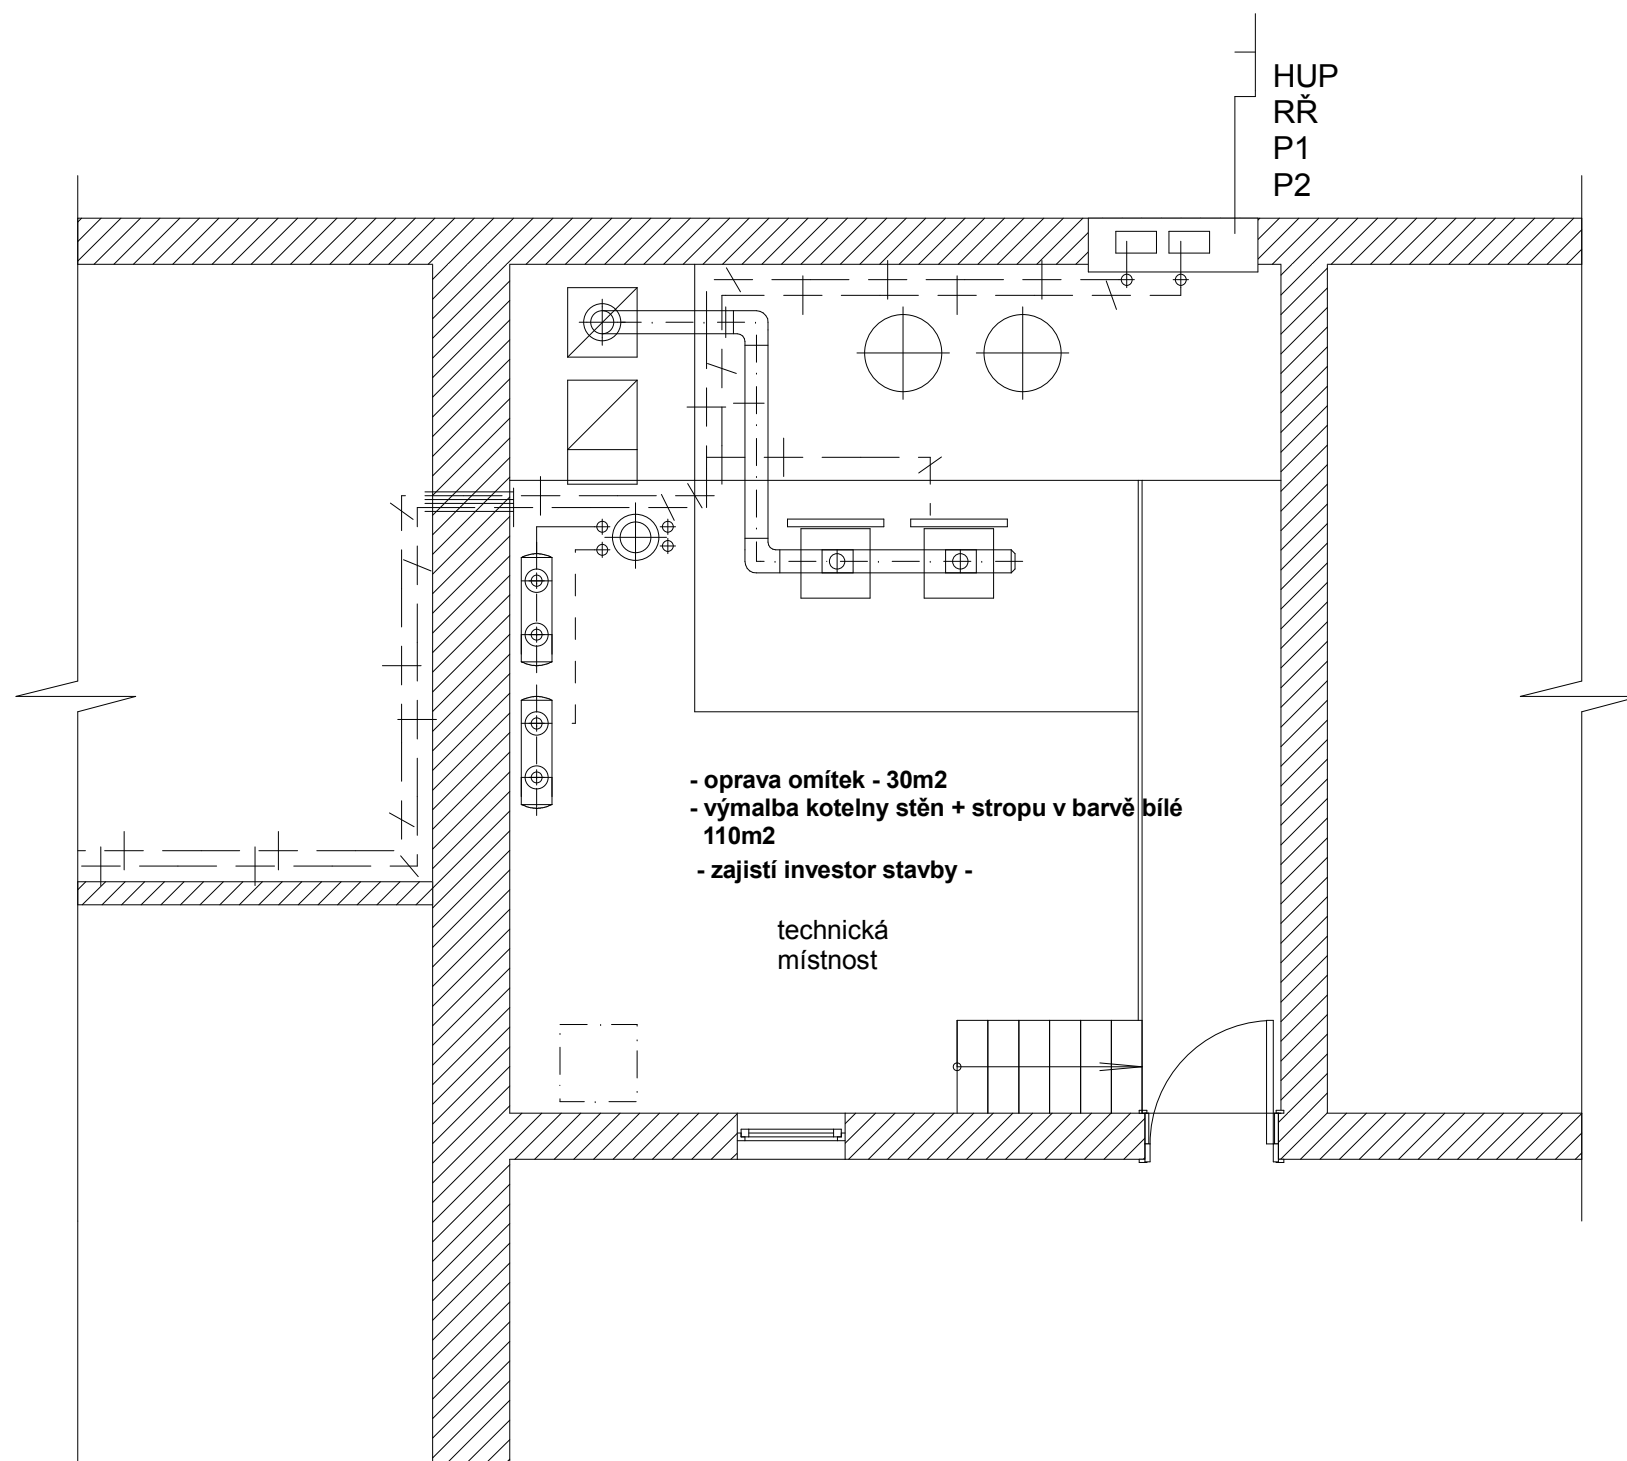 HUP
RŘ
P1
P2
- oprava omítek - 30m2
- výmalba kotelny stěn + stropu v barvě bílé
110m2
- zajistí investor stavby -
technická
místnost